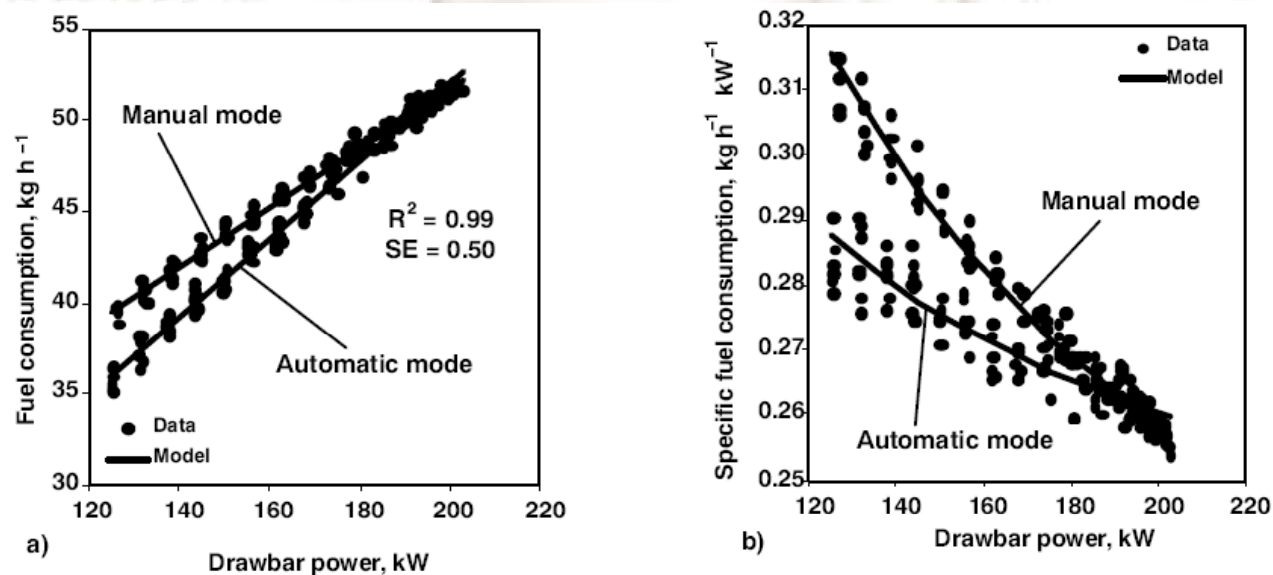 55
50
45
40
35
30
Fuel consumption, kg h⁻¹
Manual mode
R² = 0.99
SE = 0.50
Automatic mode
Data
Model
120 140 160 180 200 220
a)
Drawbar power, kW
0.32
0.31
0.30
0.29
0.28
0.27
0.26
0.25
Specific fuel consumption, kg h⁻¹ kW⁻¹
Data
Model
Manual mode
Automatic mode
120 140 160 180 200 220
b)
Drawbar power, kW